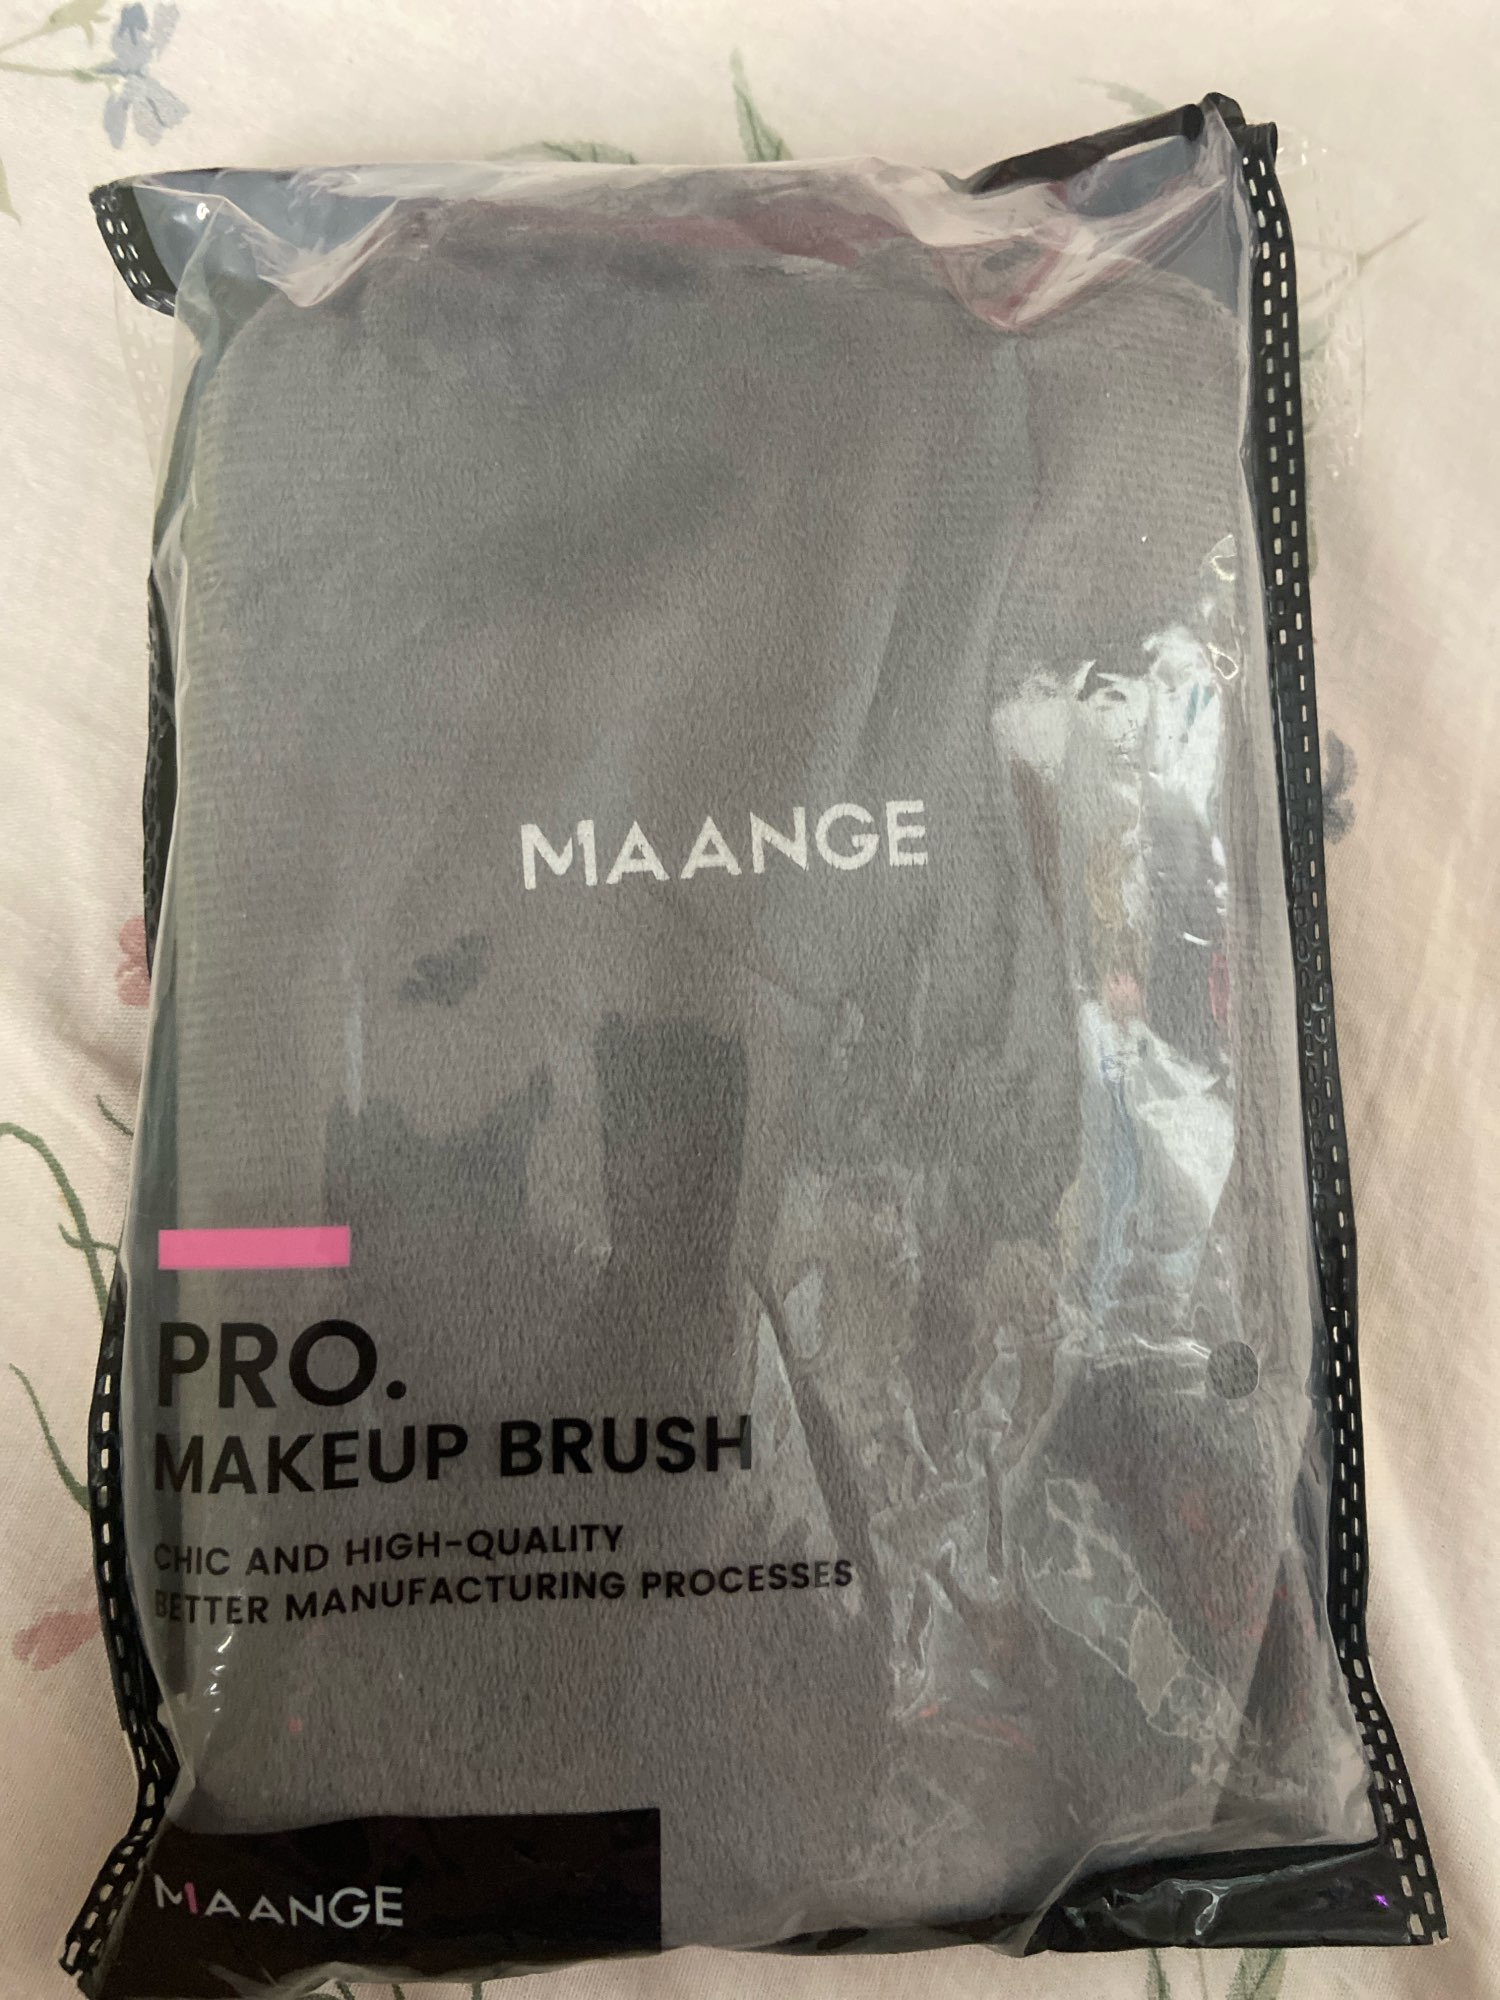 MAANGE
PRO.
MAKEUP BRUSH
CHIC AND HIGH-QUALITY
BETTER MANUFACTURING PROCESSES
MAANGE